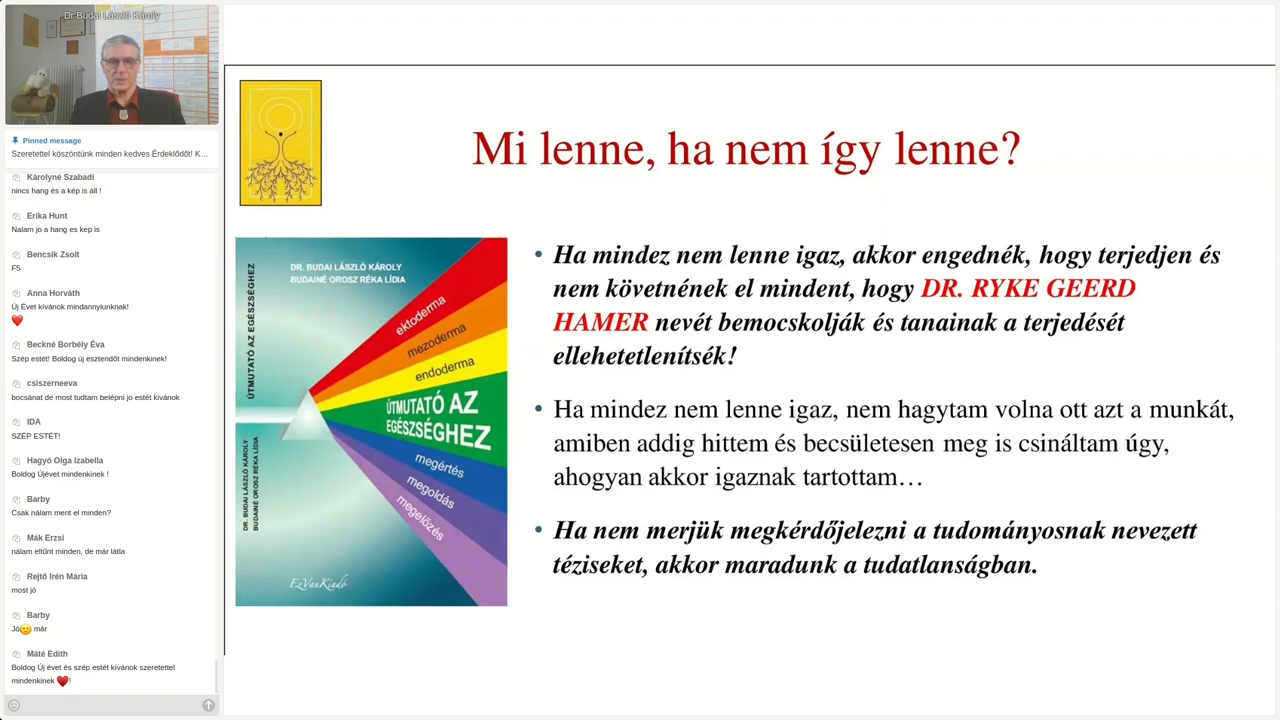 Dr Budai László Károly
Pinned message
Szeretettel köszöntünk minden kedves Érdeklődőt! K…
Károlyné Szabadi
nincs hang és a kép is áll !
Erika Hunt
Nalam jo a hang es kep is
Bencsik Zsolt
F5
Anna Horváth
Új Évet kívánok mindannyiunknak!
❤️
Beckné Borbély Éva
Szép estét! Boldog új esztendőt mindenkinek!
csiszerneeva
bocsánat de most tudtam belépni jo estét kívánok
IDA
SZÉP ESTÉT!
Hagyó Olga Izabella
Boldog Újévet mindenkinek !
Barby
Csak nálam ment el minden?
Mák Erzsi
nálam eltűnt minden, de már látla
Rejtő Irén Mária
most jó
Barby
Jó😊 már
Máté Edith
Boldog Új évet és szép estét kívánok szeretettel
mindenkinek ❤️!
Mi lenne, ha nem így lenne?
ÚTMUTATÓ AZ EGÉSZSÉGHEZ
DR. BUDAI LÁSZLÓ KÁROLY
BUDAINÉ OROSZ RÉKA LÍDIA
DR. BUDAI LÁSZLÓ KÁROLY
BUDAINÉ OROSZ RÉKA LÍDIA
ektoderma
mezoderma
endoderma
ÚTMUTATÓ AZ
EGÉSZSÉGHEZ
megértés
megoldás
megelőzés
EzVanKiadó
• Ha mindez nem lenne igaz, akkor engednék, hogy terjedjen és
nem követnének el mindent, hogy DR. RYKE GEERD
HAMER nevét bemocskolják és tanainak a terjedését
ellehetetlenítsék!
• Ha mindez nem lenne igaz, nem hagytam volna ott azt a munkát,
amiben addig hittem és becsületesen meg is csináltam úgy,
ahogyan akkor igaznak tartottam…
• Ha nem merjük megkérdőjelezni a tudományosnak nevezett
téziseket, akkor maradunk a tudatlanságban.